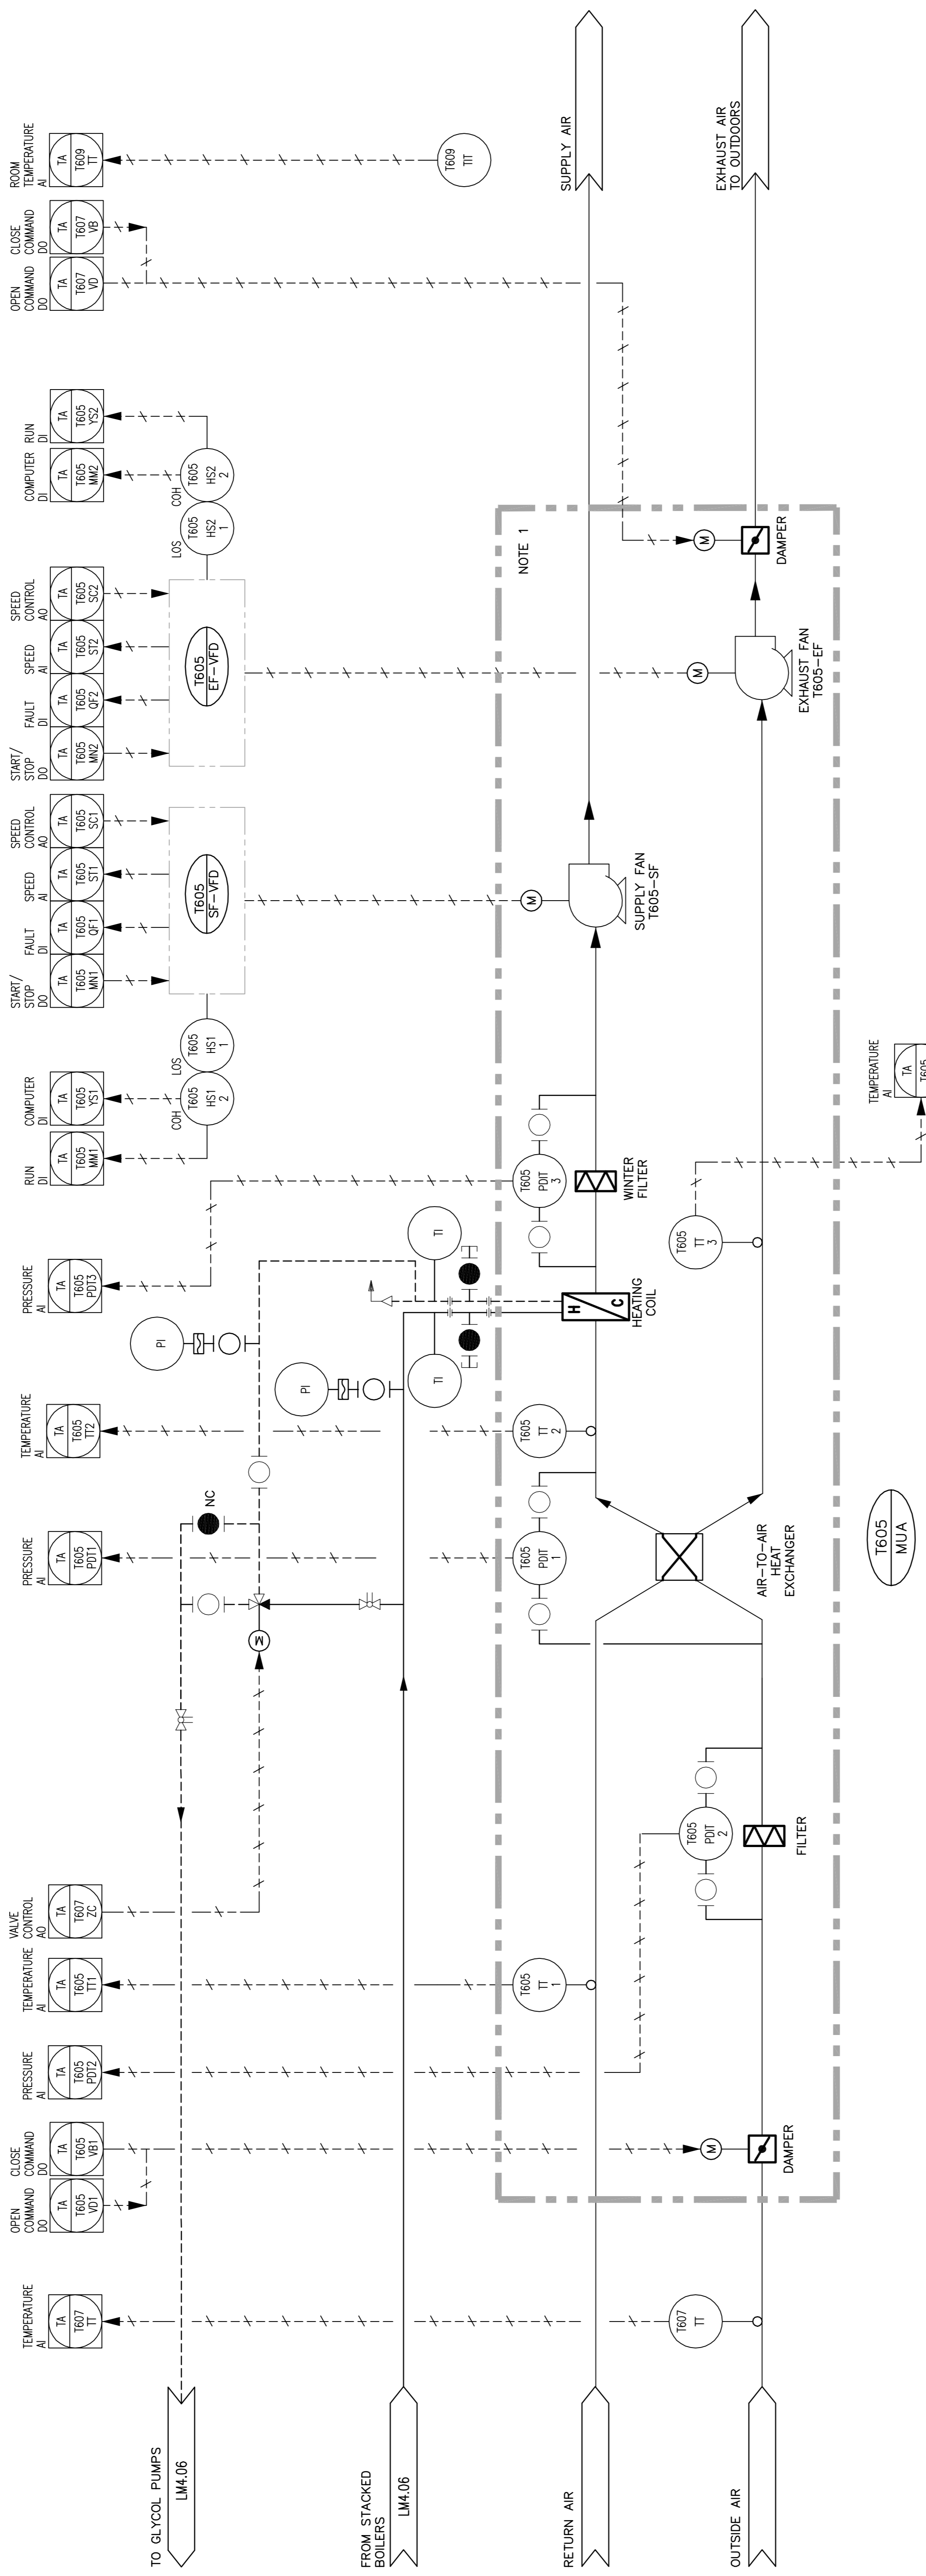 TEMPERATURE
AI
TA
T607
TT
OPEN
COMMAND
DO
TA
T605
VD1
CLOSE
COMMAND
DO
TA
T605
VB1
PRESSURE
AI
TA
T605
PDT2
TEMPERATURE
AI
TA
T605
TT1
VALVE
CONTROL
AO
TA
T607
ZC
PRESSURE
AI
TA
T605
PDT1
TEMPERATURE
AI
TA
T605
TT2
PRESSURE
AI
TA
T605
PDT3
RUN
DI
TA
T605
MM1
COMPUTER
DI
TA
T605
YS1
START/
STOP
DO
TA
T605
MN1
FAULT
DI
TA
T605
QF1
SPEED
AI
TA
T605
ST1
SPEED
CONTROL
AO
TA
T605
SC1
START/
STOP
DO
TA
T605
MN2
FAULT
DI
TA
T605
QF2
SPEED
AI
TA
T605
ST2
SPEED
CONTROL
AO
TA
T605
SC2
COMPUTER
DI
TA
T605
MM2
RUN
DI
TA
T605
YS2
OPEN
COMMAND
DO
TA
T607
VD
CLOSE
COMMAND
DO
TA
T607
VB
ROOM
TEMPERATURE
AI
TA
T609
TT
TO GLYCOL PUMPS
LM4.06
NC
M
PI
COH
T605
HS1
2
LOS
T605
HS1
1
T605
SF-VFD
T605
EF-VFD
LOS
T605
HS2
1
COH
T605
HS2
2
FROM STACKED
BOILERS
LM4.06
PI
TI
TI
T609
TIT
RETURN AIR
T605
TT
1
T605
PDIT
1
T605
TT
2
H
C
HEATING
COIL
T605
PDIT
3
WINTER
FILTER
M
SUPPLY FAN
T605-SF
NOTE 1
SUPPLY AIR
OUTSIDE AIR
T607
TT
M
DAMPER
T605
PDIT
2
FILTER
AIR-TO-AIR
HEAT
EXCHANGER
T605
TT
3
M
EXHAUST FAN
T605-EF
M
DAMPER
EXHAUST AIR
TO OUTDOORS
T605
MUA
TEMPERATURE
AI
TA
T605